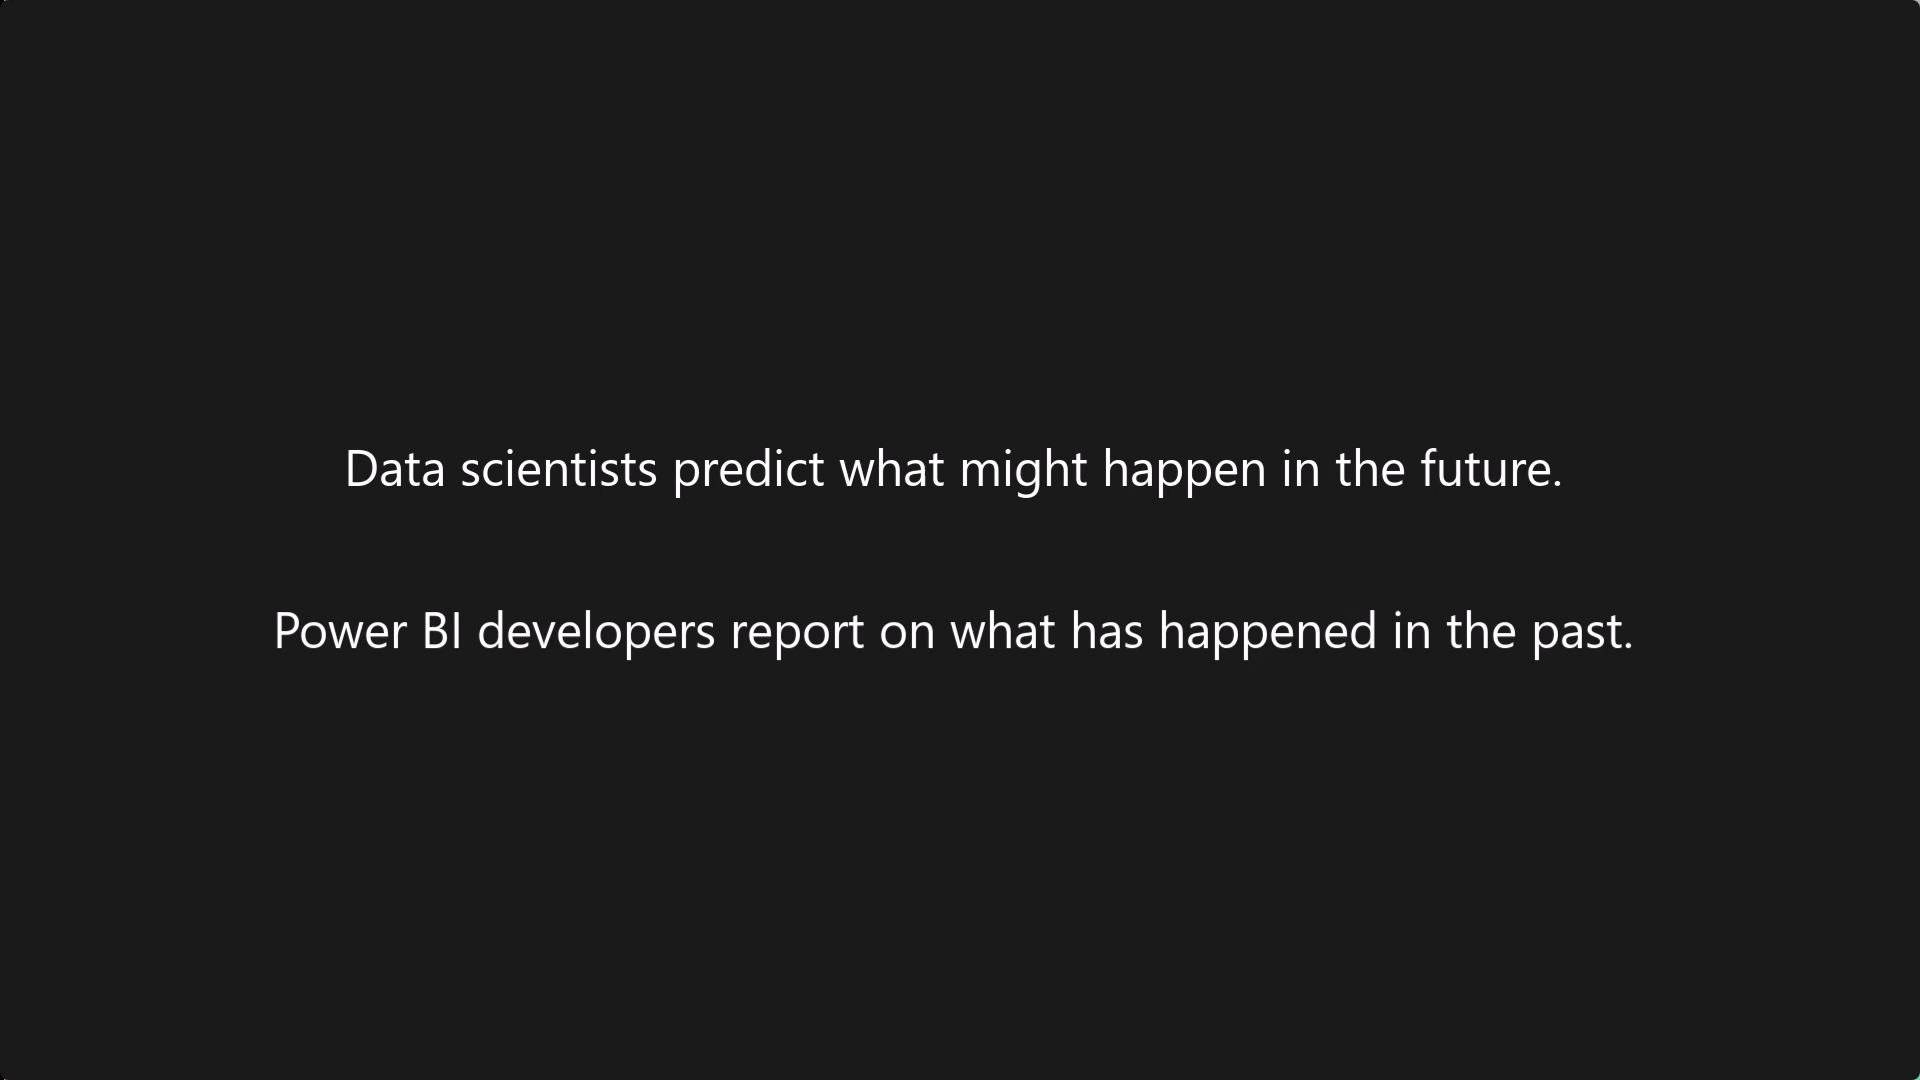 Data scientists predict what might happen in the future.
Power BI developers report on what has happened in the past.